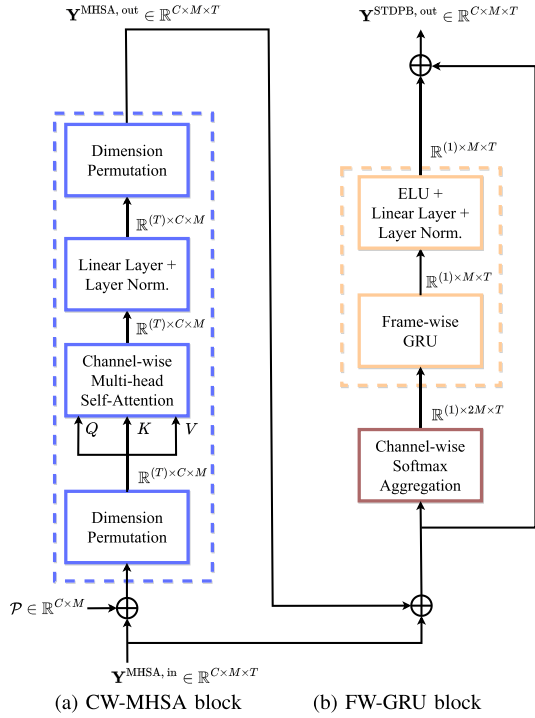 𝐘^{MHSA, out} ∈ ℝ^{C×M×T}
Dimension
Permutation
ℝ^{(T)×C×M}
Linear Layer +
Layer Norm.
ℝ^{(T)×C×M}
Channel-wise
Multi-head
Self-Attention
Q K V
ℝ^{(T)×C×M}
Dimension
Permutation
𝒫 ∈ ℝ^{C×M}
𝐘^{MHSA, in} ∈ ℝ^{C×M×T}
(a) CW-MHSA block
𝐘^{STDPB, out} ∈ ℝ^{C×M×T}
ℝ^{(1)×M×T}
ELU +
Linear Layer +
Layer Norm.
ℝ^{(1)×M×T}
Frame-wise
GRU
ℝ^{(1)×2M×T}
Channel-wise
Softmax
Aggregation
(b) FW-GRU block